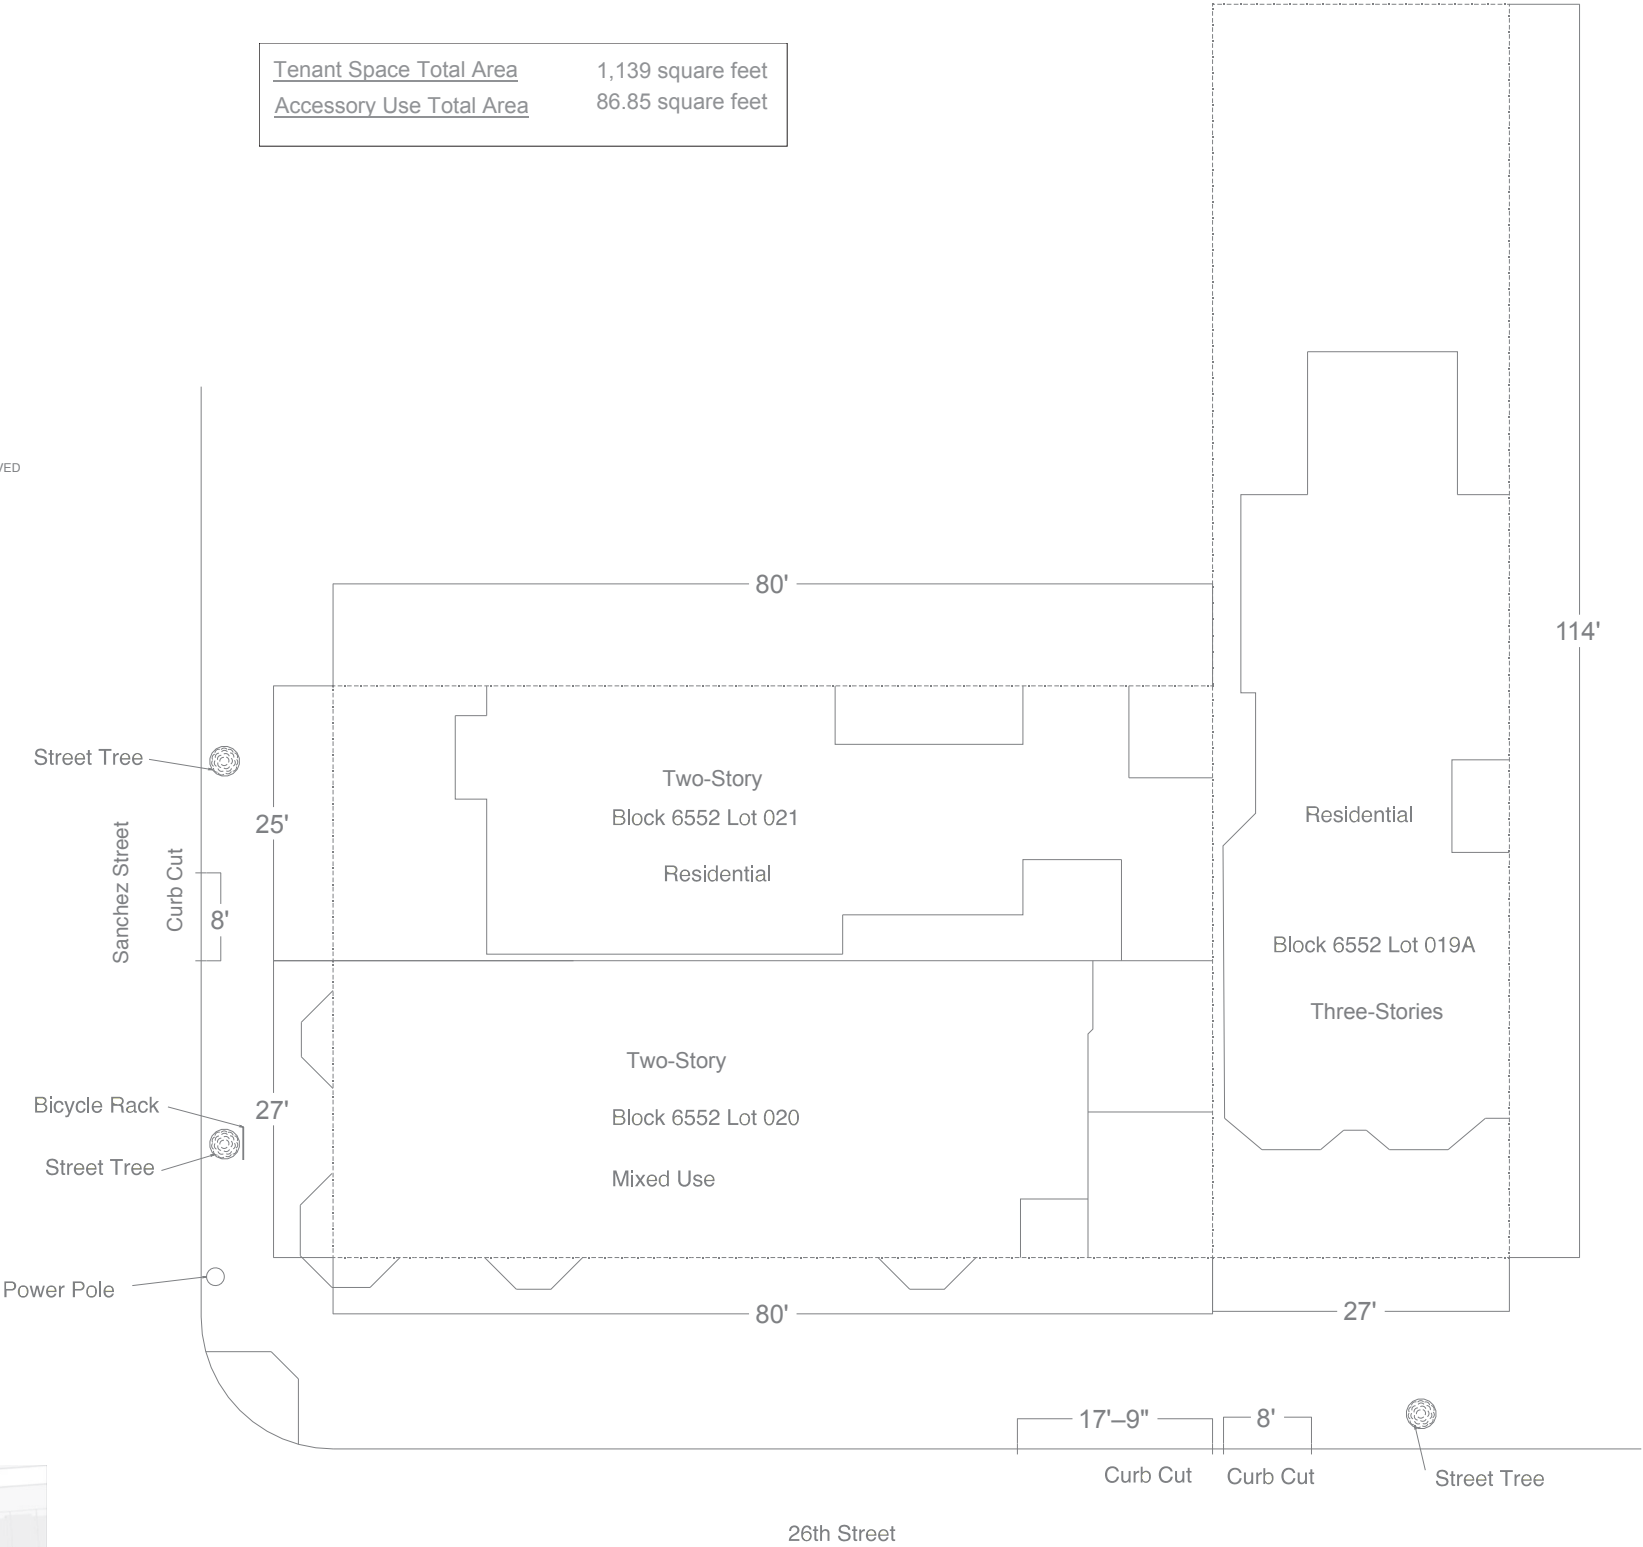 Tenant Space Total Area 1,139 square feet
Accessory Use Total Area 86.85 square feet
VED
80'
114'
Street Tree
Two-Story
Block 6552 Lot 021
Residential
25'
Sanchez Street
Curb Cut
8'
Residential
Block 6552 Lot 019A
Three-Stories
Two-Story
Block 6552 Lot 020
Mixed Use
Bicycle Rack
27'
Street Tree
Power Pole
80'
27'
17'–9"
8'
Curb Cut
Curb Cut
Street Tree
26th Street